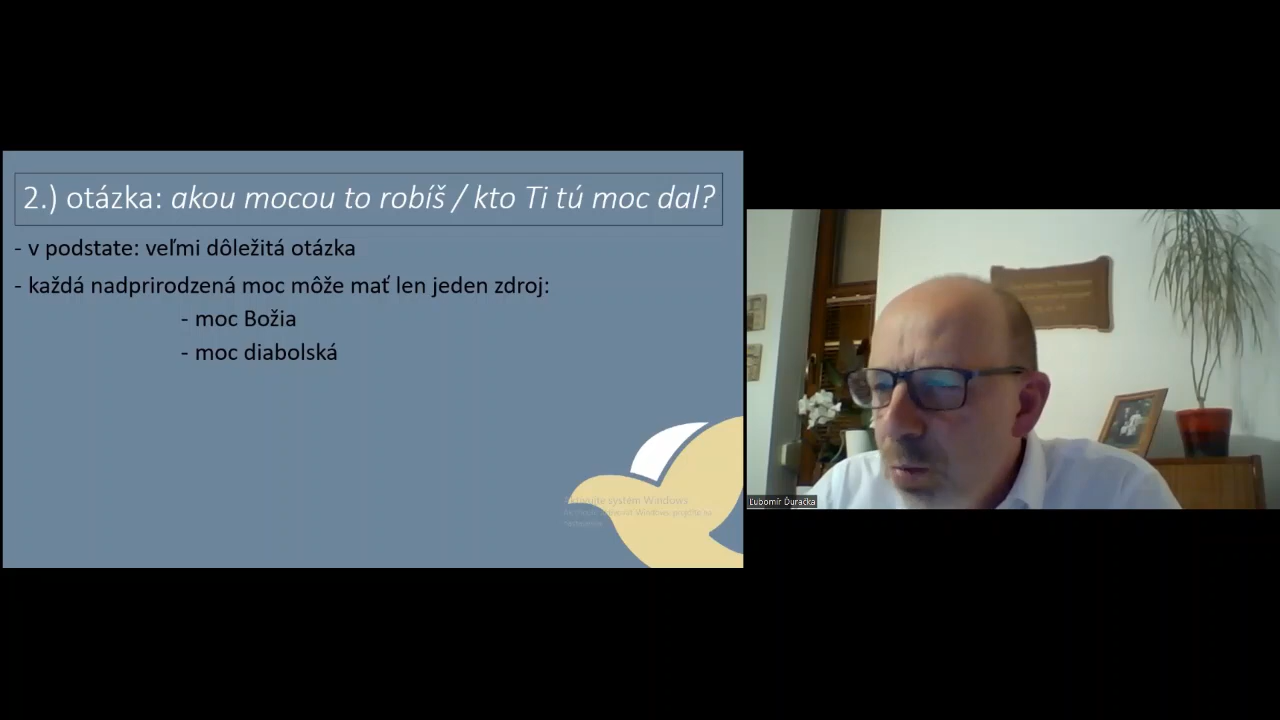 2.) otázka: akou mocou to robíš / kto Ti tú moc dal?
- v podstate: veľmi dôležitá otázka
- každá nadprirodzená moc môže mať len jeden zdroj:
- moc Božia
- moc diabolská
systém Windows
Ľubomír Ďuračka